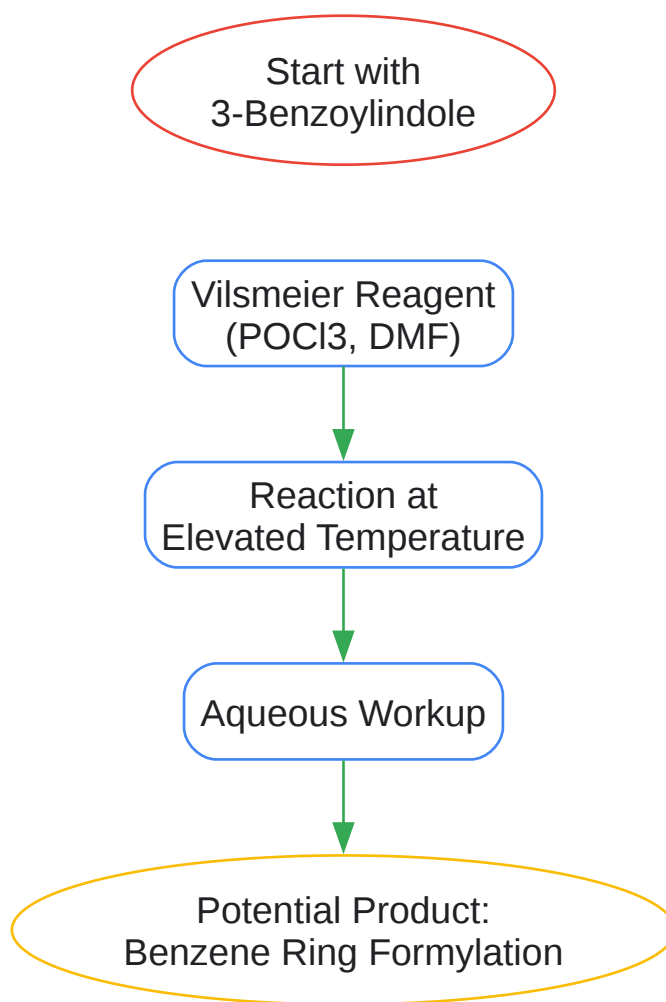 Start with
3-Benzoylindole
Vilsmeier Reagent
(POCl3, DMF)
Reaction at
Elevated Temperature
Aqueous Workup
Potential Product:
Benzene Ring Formylation